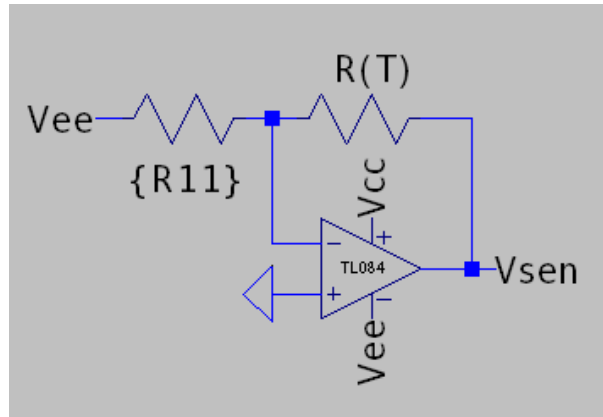 R(T)
Vee
{R11}
Vcc
-
+
TL084
+
-
Vsen
Vee